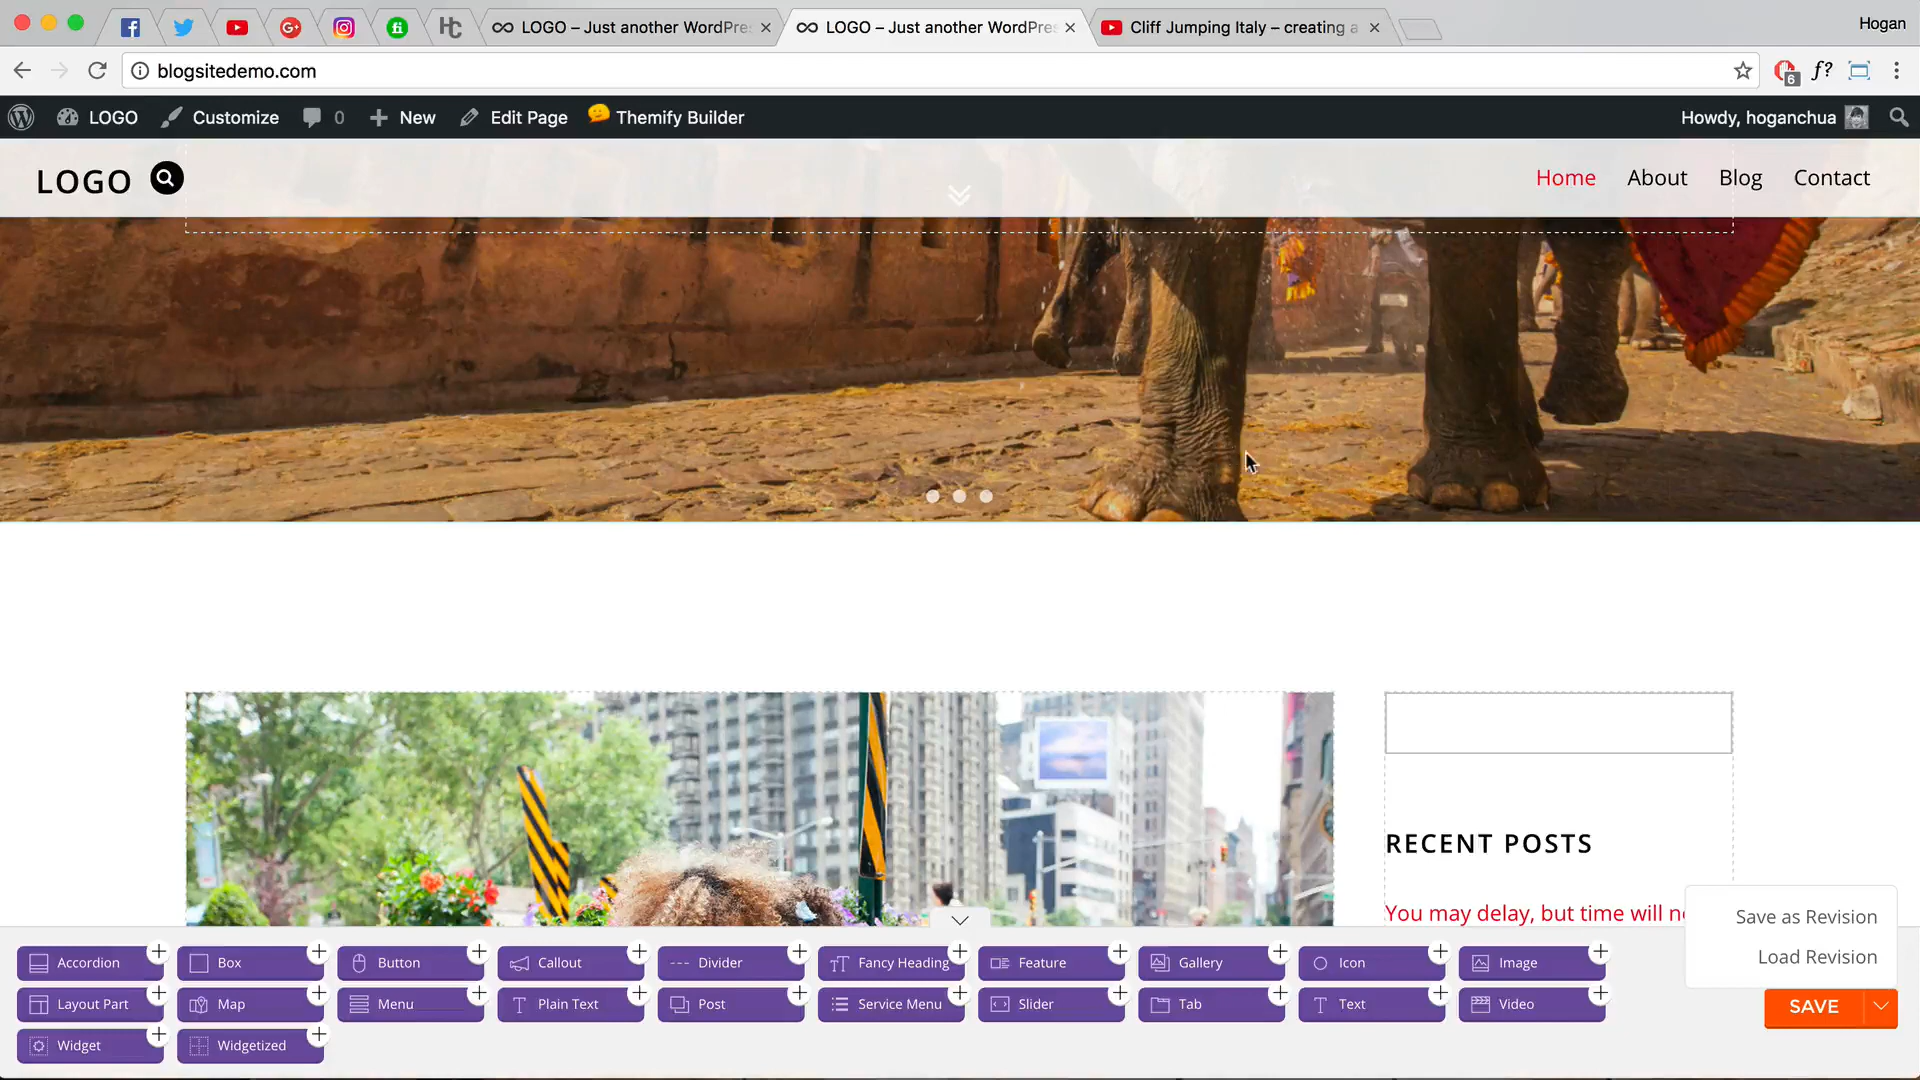 LOGO – Just another WordPres
LOGO – Just another WordPres
Cliff Jumping Italy – creating a
Hogan
blogsitedemo.com
6
f?
LOGO
Customize
0
New
Edit Page
Themify Builder
Howdy, hoganchua
LOGO
Home
About
Blog
Contact
RECENT POSTS
You may delay, but time will n
Save as Revision
Load Revision
Accordion
Box
Button
Callout
Divider
Fancy Heading
Feature
Gallery
Icon
Image
Layout Part
Map
Menu
Plain Text
Post
Service Menu
Slider
Tab
Text
Video
SAVE
Widget
Widgetized